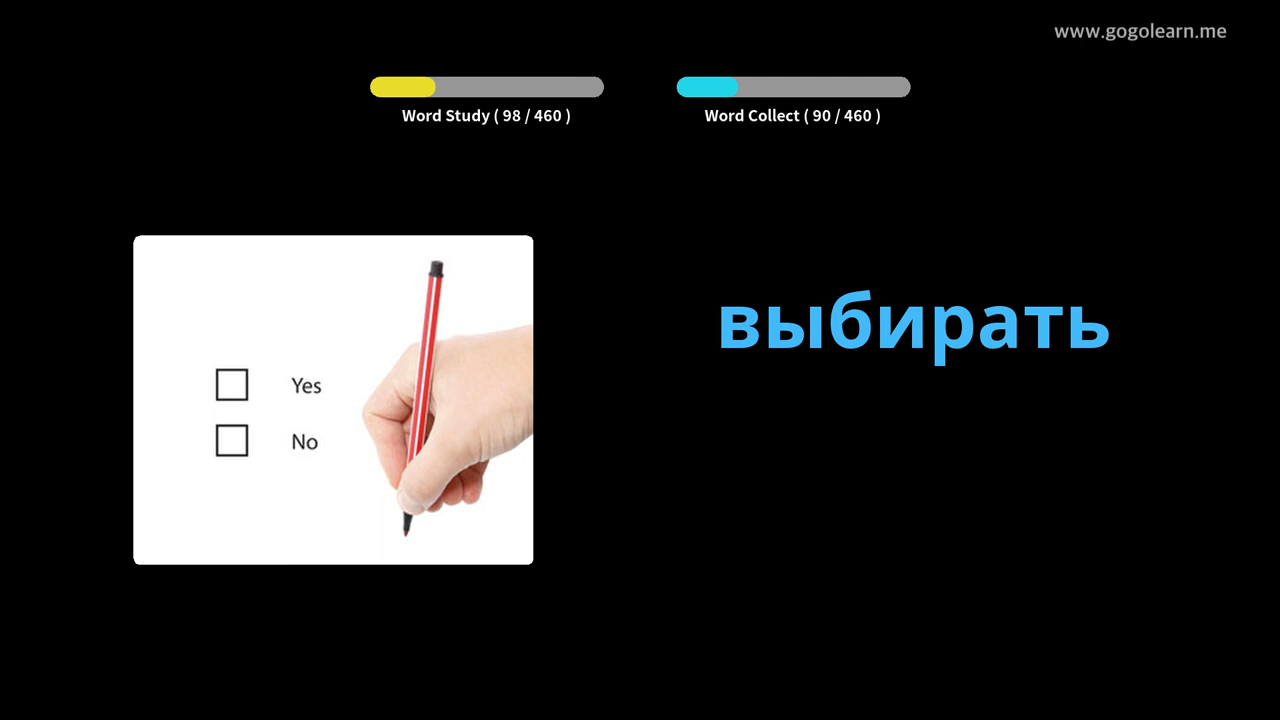 www.gogolearn.me
Word Study ( 98 / 460 )
Word Collect ( 90 / 460 )
Yes
No
выбирать